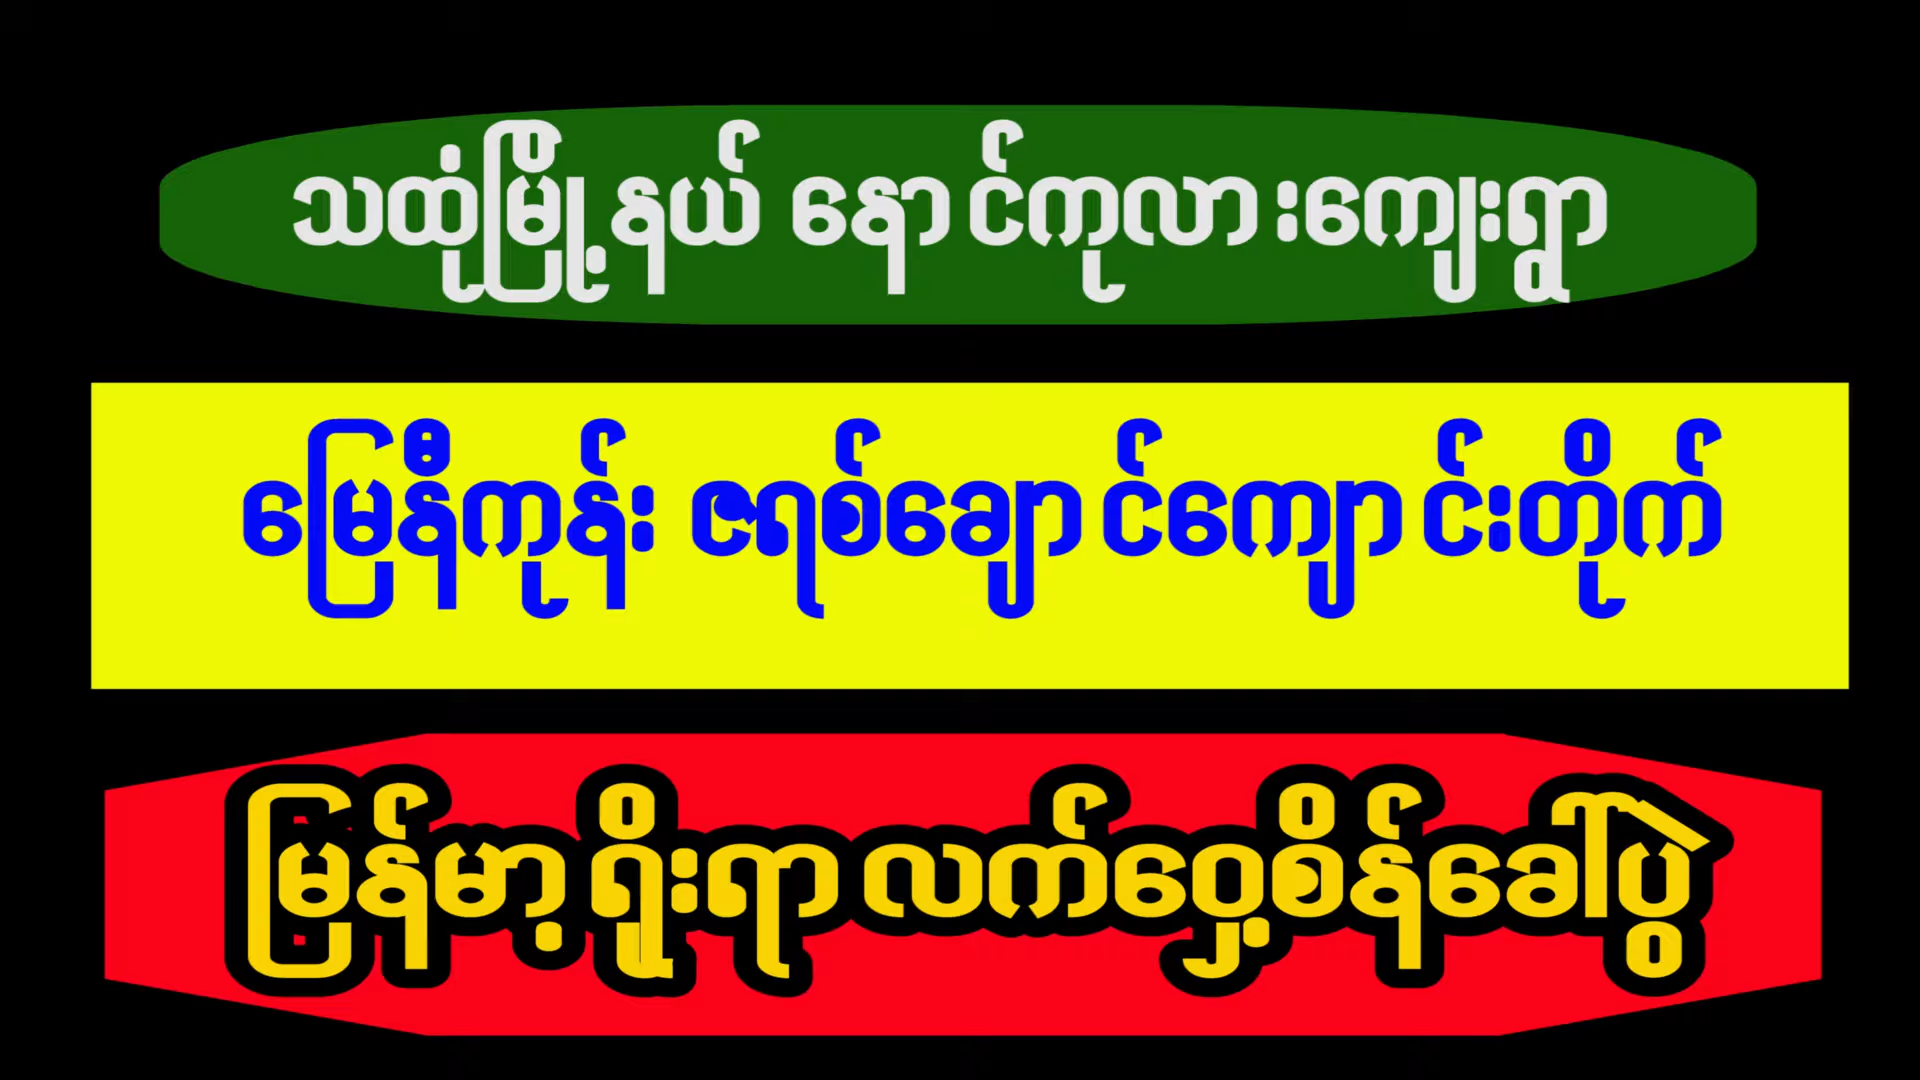 သထုံမြို့နယ် နောင်ကုလားကျေးရွာ
မြေနီကုန်း ဇရစ်ချောင်ကျောင်းတိုက်
မြန်မာ့ ရိုးရာ လက်ဝှေ့စိန်ခေါ်ပွဲ